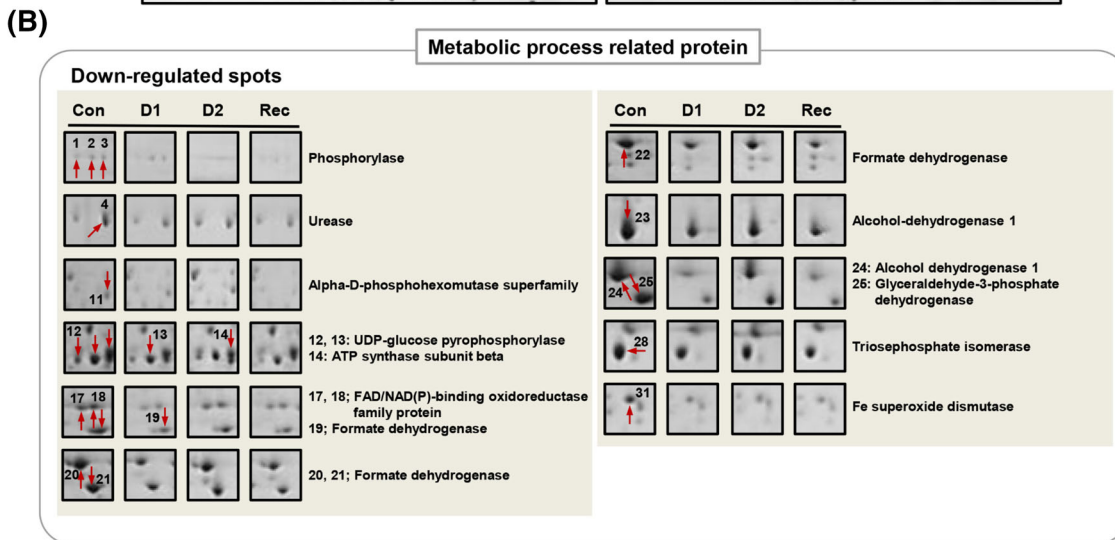 (B)
Metabolic process related protein
Down-regulated spots
Con D1 D2 Rec
1 2 3
Phosphorylase
4
Urease
11
Alpha-D-phosphohexomutase superfamily
12 13 14
12, 13: UDP-glucose pyrophosphorylase
14: ATP synthase subunit beta
17 18
17, 18; FAD/NAD(P)-binding oxidoreductase
family protein
19
19; Formate dehydrogenase
20 21
20, 21; Formate dehydrogenase
Con D1 D2 Rec
22
Formate dehydrogenase
23
Alcohol-dehydrogenase 1
24 25
24: Alcohol dehydrogenase 1
25: Glyceraldehyde-3-phosphate
dehydrogenase
28
Triosephosphate isomerase
31
Fe superoxide dismutase